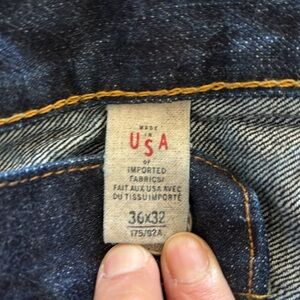 MADE
IN
USA
OF
IMPORTED
FABRICS/
FAIT AUX USA AVEC
DU TISSU IMPORTÉ
36X32
175/92A